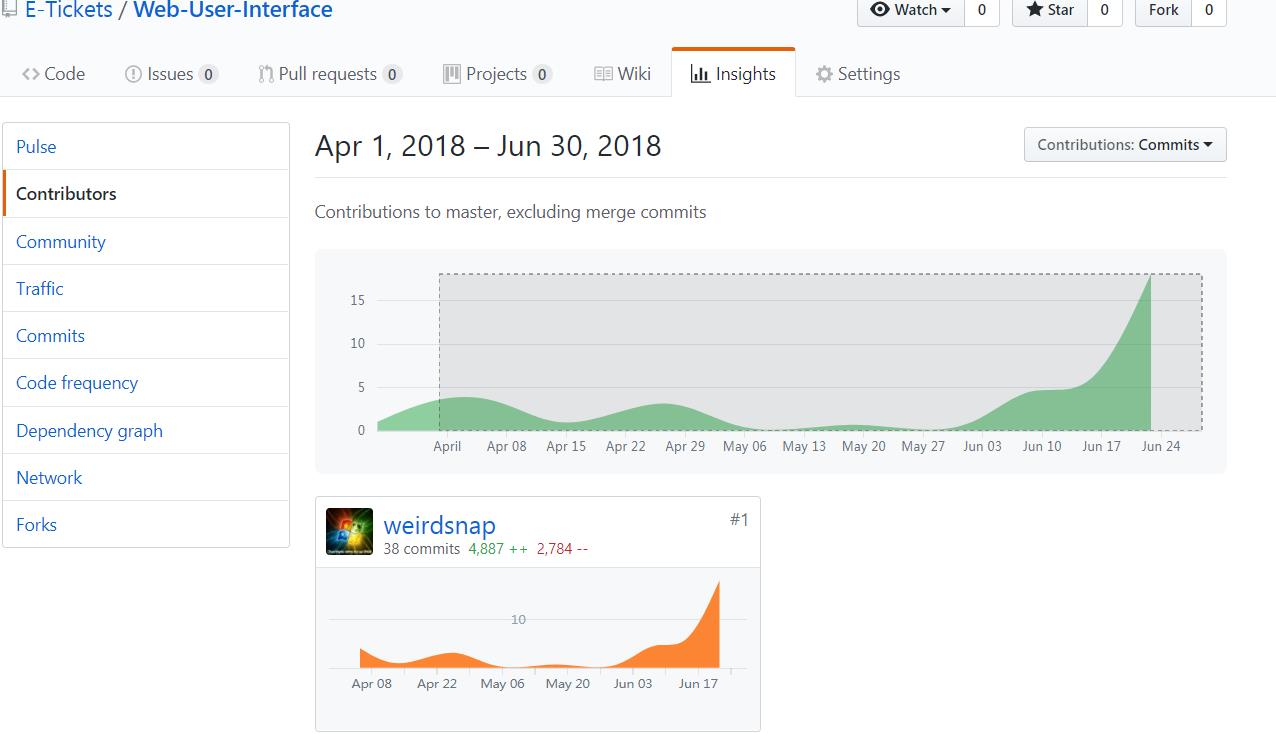 E-Tickets / Web-User-Interface
Watch 0 Star 0 Fork 0
Code Issues 0 Pull requests 0 Projects 0 Wiki Insights Settings
Pulse
Contributors
Community
Traffic
Commits
Code frequency
Dependency graph
Network
Forks
Apr 1, 2018 – Jun 30, 2018
Contributions: Commits
Contributions to master, excluding merge commits
15
10
5
0
April Apr 08 Apr 15 Apr 22 Apr 29 May 06 May 13 May 20 May 27 Jun 03 Jun 10 Jun 17 Jun 24
weirdsnap #1
38 commits 4,887 ++ 2,784 --
10
Apr 08 Apr 22 May 06 May 20 Jun 03 Jun 17